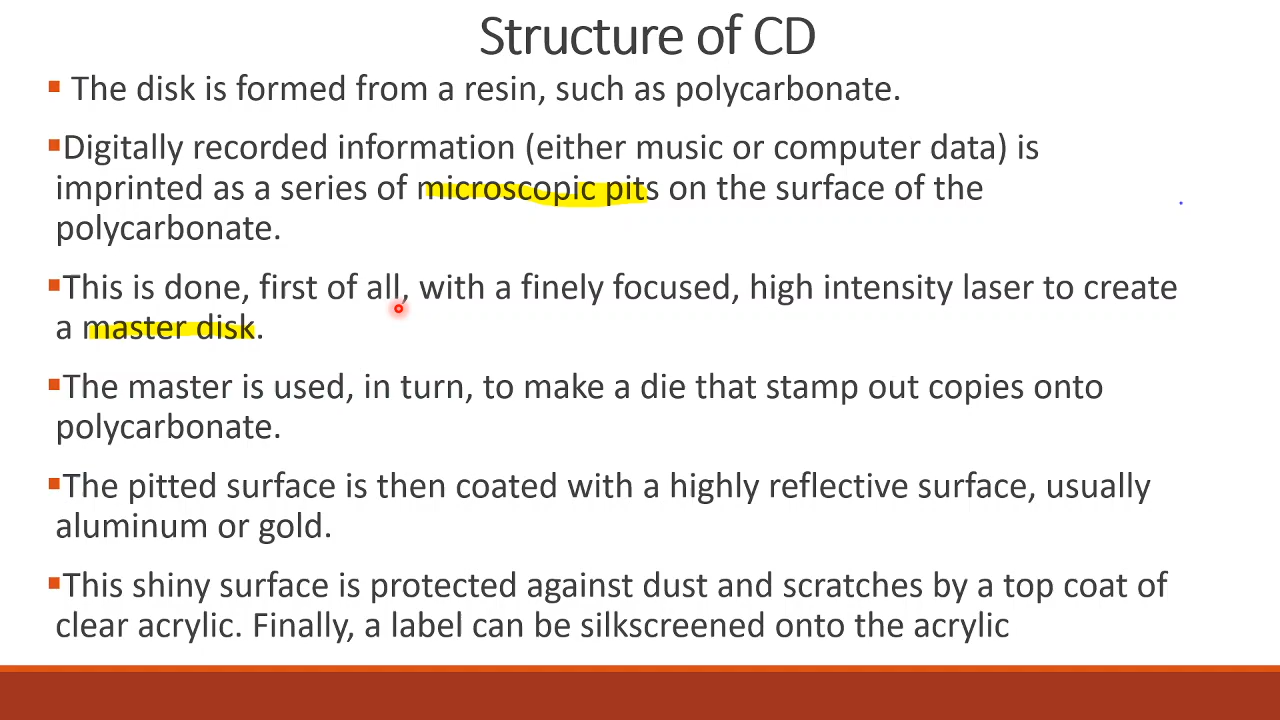 Structure of CD
▪ The disk is formed from a resin, such as polycarbonate.
▪Digitally recorded information (either music or computer data) is
imprinted as a series of microscopic pits on the surface of the
polycarbonate.
▪This is done, first of all, with a finely focused, high intensity laser to create
a master disk.
▪The master is used, in turn, to make a die that stamp out copies onto
polycarbonate.
▪The pitted surface is then coated with a highly reflective surface, usually
aluminum or gold.
▪This shiny surface is protected against dust and scratches by a top coat of
clear acrylic. Finally, a label can be silkscreened onto the acrylic